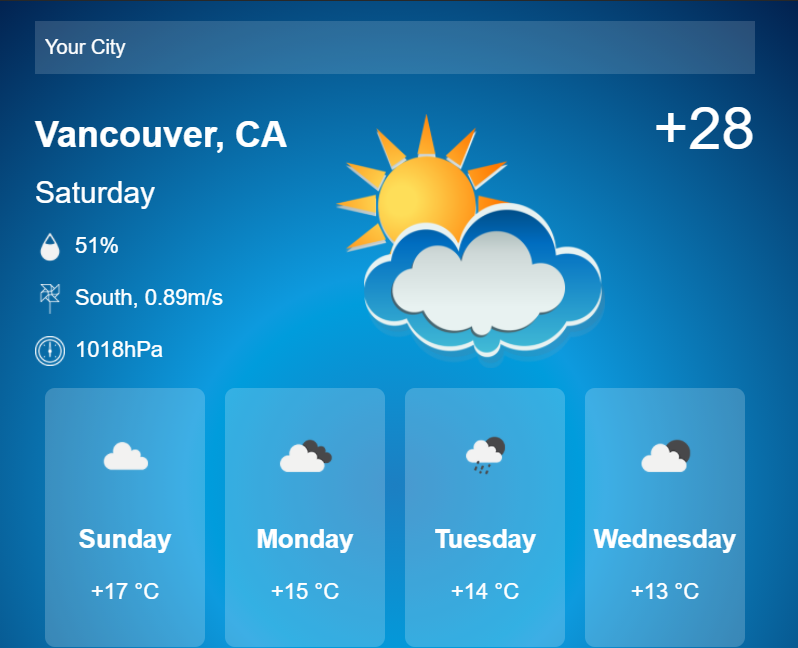 Your City
Vancouver, CA
+28
Saturday
51%
South, 0.89m/s
1018hPa
Sunday
+17 °C
Monday
+15 °C
Tuesday
+14 °C
Wednesday
+13 °C